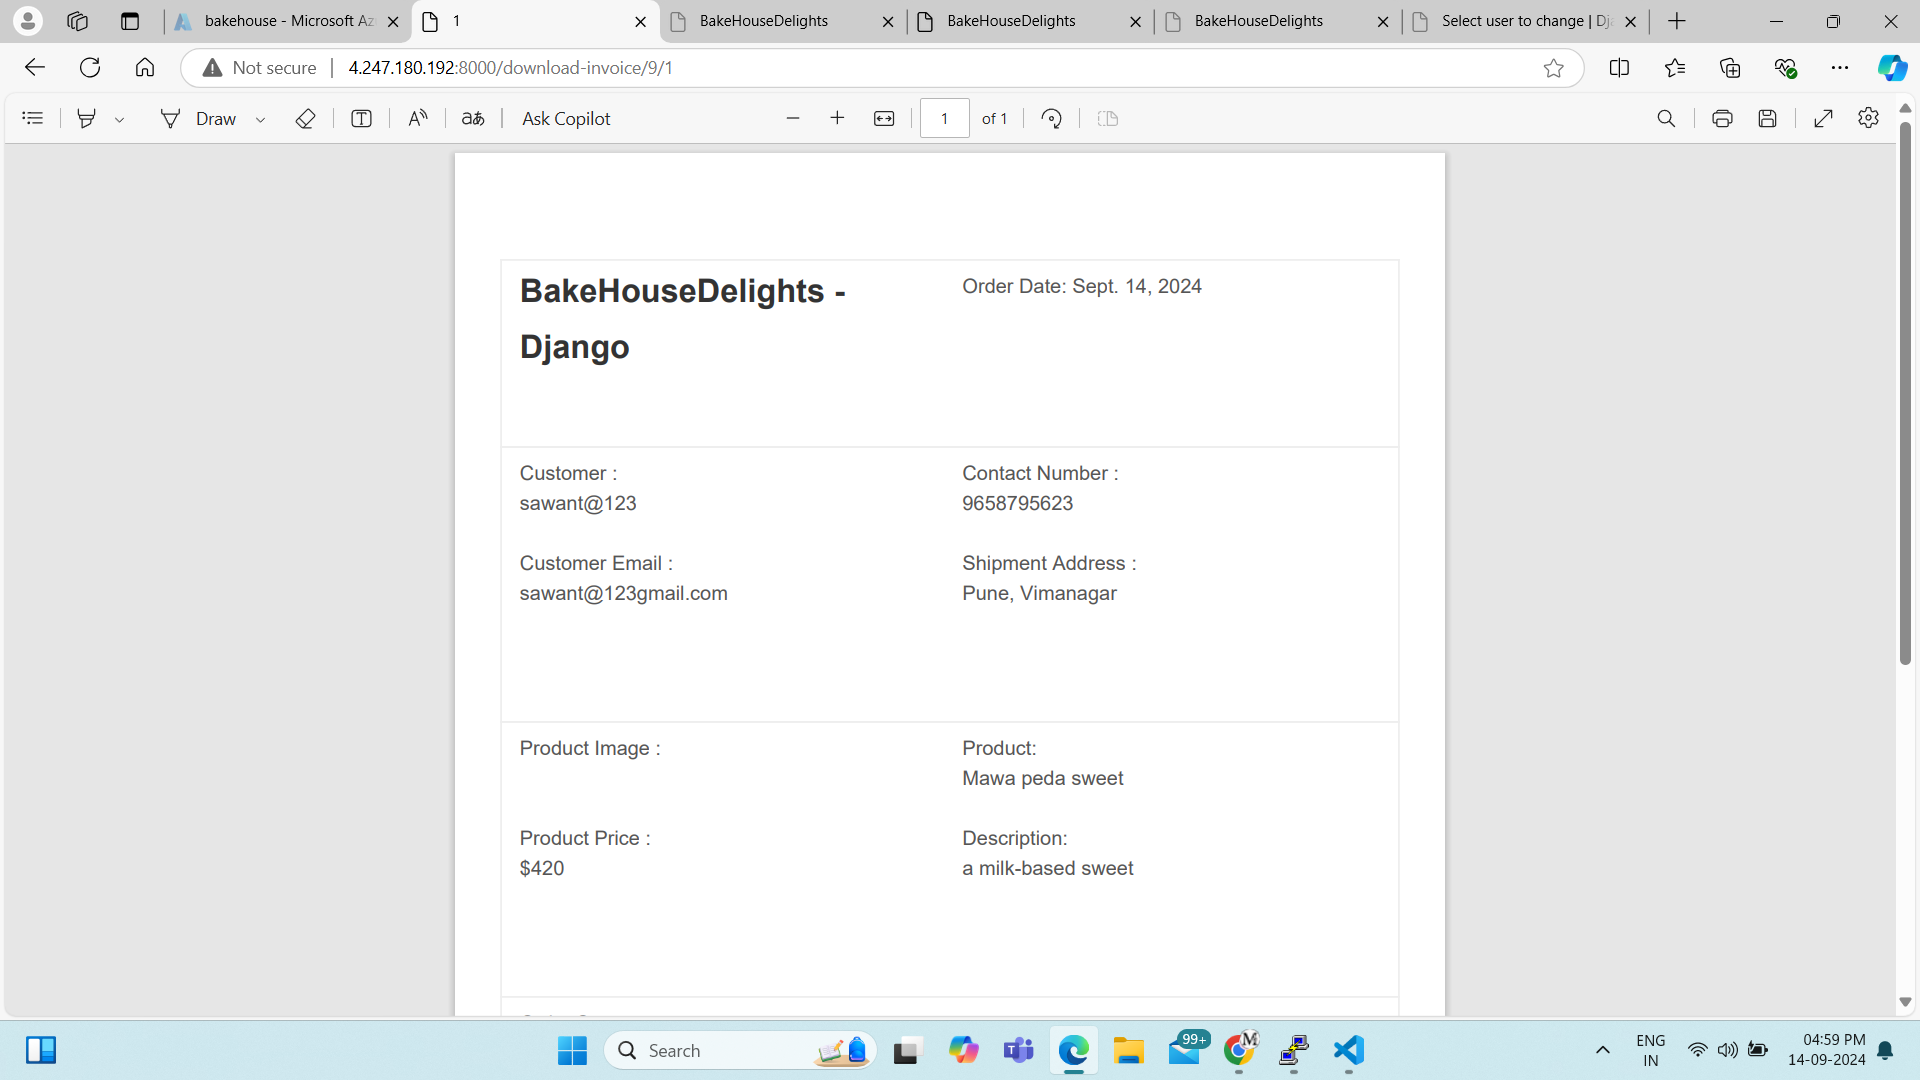 bakehouse - Microsoft Az
1
BakeHouseDelights
BakeHouseDelights
BakeHouseDelights
Select user to change | Dj
Not secure
4.247.180.192:8000/download-invoice/9/1
Draw
T
A
aあ
Ask Copilot
1
of 1
BakeHouseDelights -
Django
Order Date: Sept. 14, 2024
Customer :
sawant@123
Contact Number :
9658795623
Customer Email :
sawant@123gmail.com
Shipment Address :
Pune, Vimanagar
Product Image :
Product:
Mawa peda sweet
Product Price :
$420
Description:
a milk-based sweet
Search
99+
M
ENG
IN
04:59 PM
14-09-2024